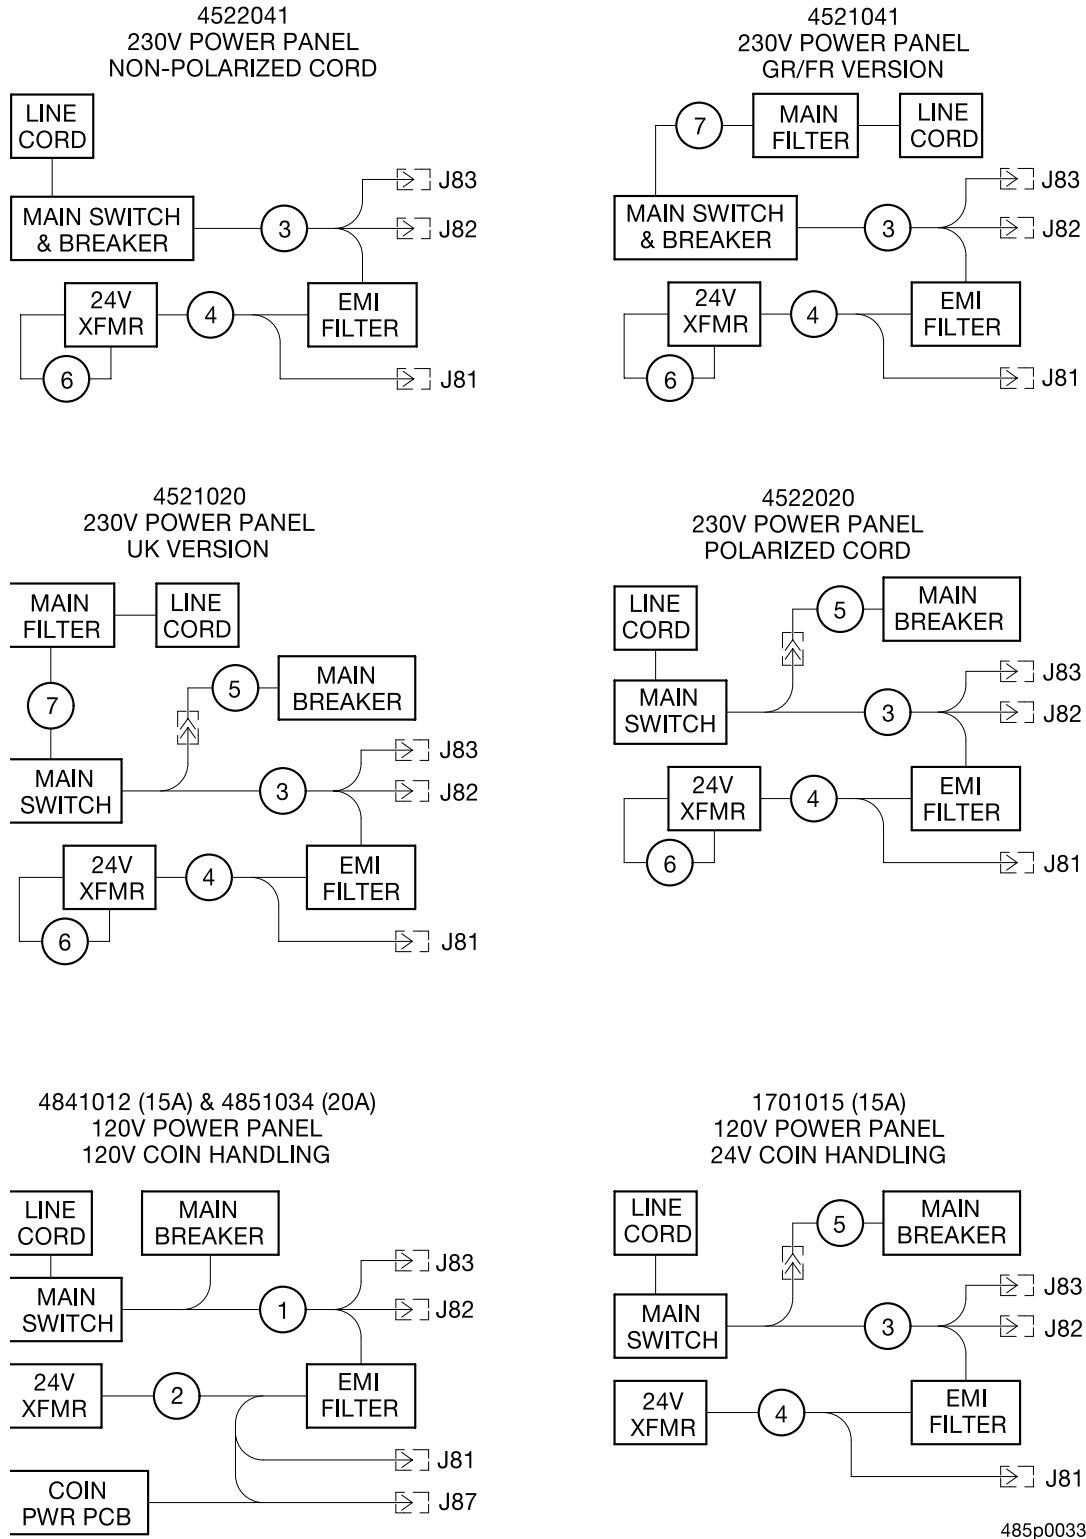 4522041
230V POWER PANEL
NON-POLARIZED CORD
LINE
CORD
MAIN SWITCH
& BREAKER
3
J83
J82
24V
XFMR
4
EMI
FILTER
6
J81
4521041
230V POWER PANEL
GR/FR VERSION
7
MAIN
FILTER
LINE
CORD
MAIN SWITCH
& BREAKER
3
J83
J82
24V
XFMR
4
EMI
FILTER
6
J81
4521020
230V POWER PANEL
UK VERSION
MAIN
FILTER
LINE
CORD
7
5
MAIN
BREAKER
MAIN
SWITCH
3
J83
J82
24V
XFMR
4
EMI
FILTER
6
J81
4522020
230V POWER PANEL
POLARIZED CORD
LINE
CORD
5
MAIN
BREAKER
MAIN
SWITCH
3
J83
J82
24V
XFMR
4
EMI
FILTER
6
J81
4841012 (15A) & 4851034 (20A)
120V POWER PANEL
120V COIN HANDLING
LINE
CORD
MAIN
BREAKER
MAIN
SWITCH
1
J83
J82
24V
XFMR
2
EMI
FILTER
J81
COIN
PWR PCB
J87
1701015 (15A)
120V POWER PANEL
24V COIN HANDLING
LINE
CORD
5
MAIN
BREAKER
MAIN
SWITCH
3
J83
J82
24V
XFMR
4
EMI
FILTER
J81
485p0033